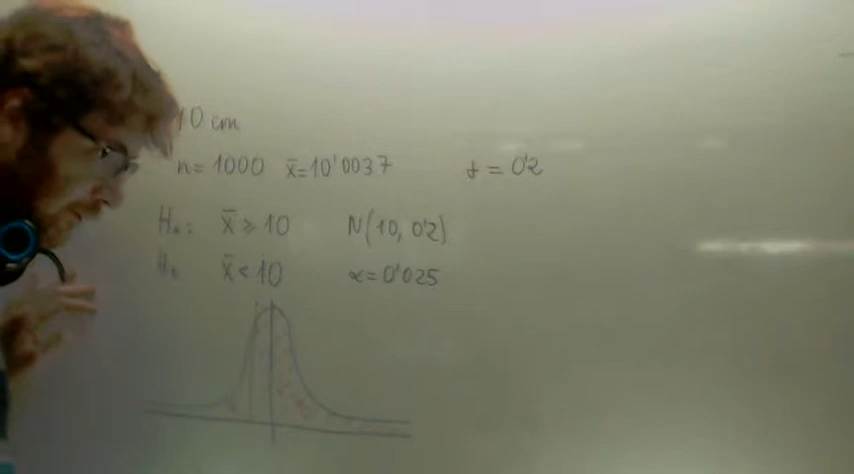 10 cm
n = 1000 x̄ = 10'0037 σ = 0'2
H₀: x̄ ≥ 10 N(10, 0'2)
H₁ x̄ < 10 α = 0'025